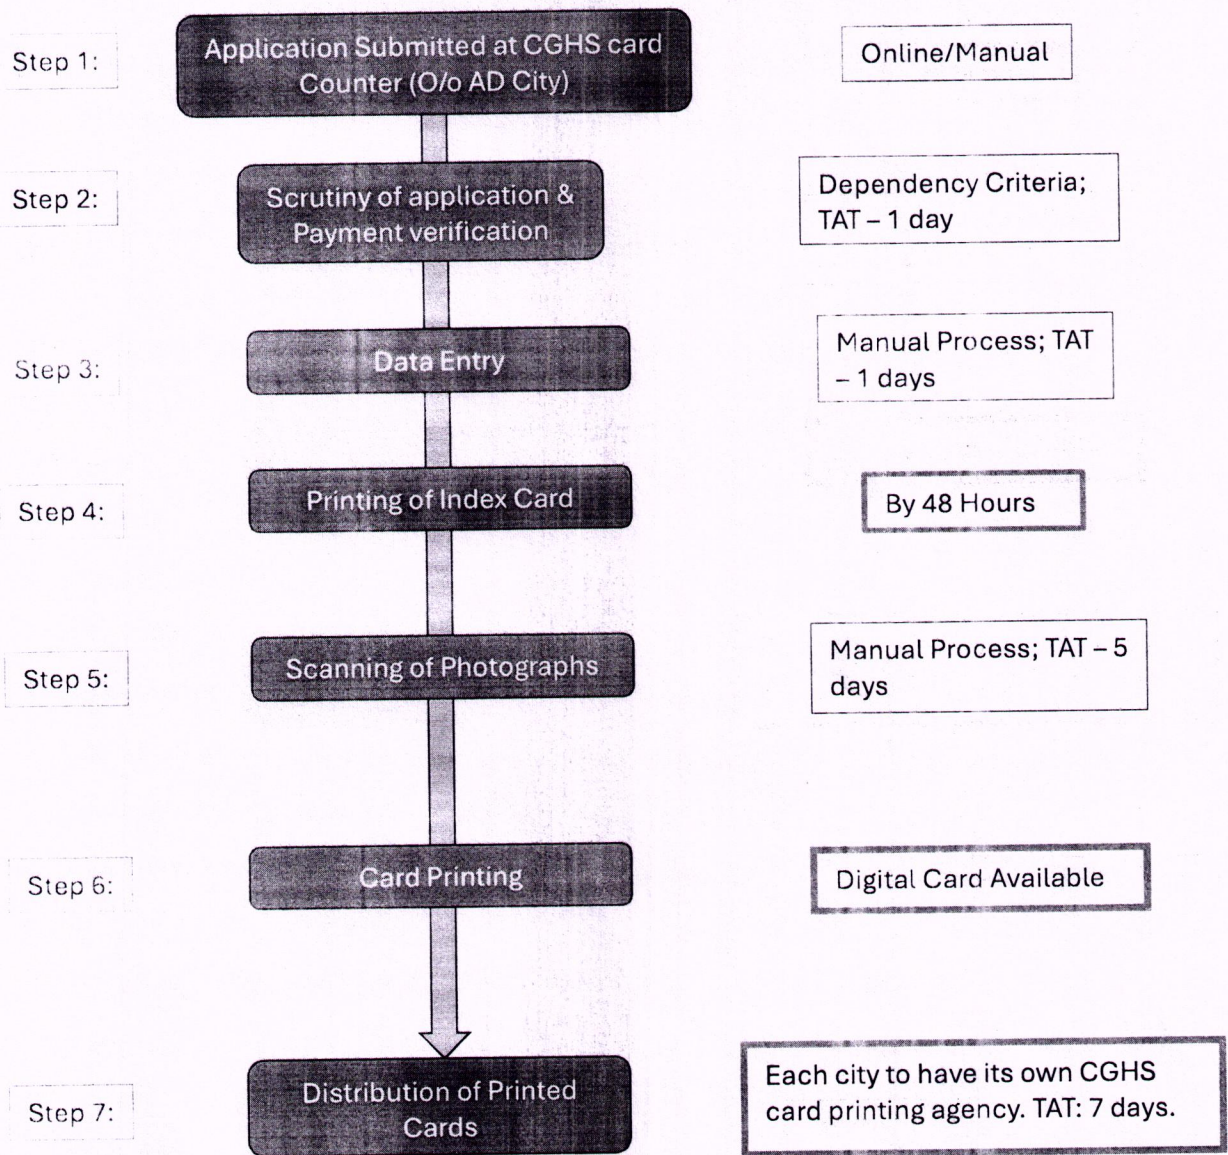 Step 1:
Application Submitted at CGHS card
Counter (O/o AD City)
Online/Manual
Step 2:
Scrutiny of application &
Payment verification
Dependency Criteria;
TAT – 1 day
Step 3:
Data Entry
Manual Process; TAT
– 1 days
Step 4:
Printing of Index Card
By 48 Hours
Step 5:
Scanning of Photographs
Manual Process; TAT – 5
days
Step 6:
Card Printing
Digital Card Available
Step 7:
Distribution of Printed
Cards
Each city to have its own CGHS
card printing agency. TAT: 7 days.